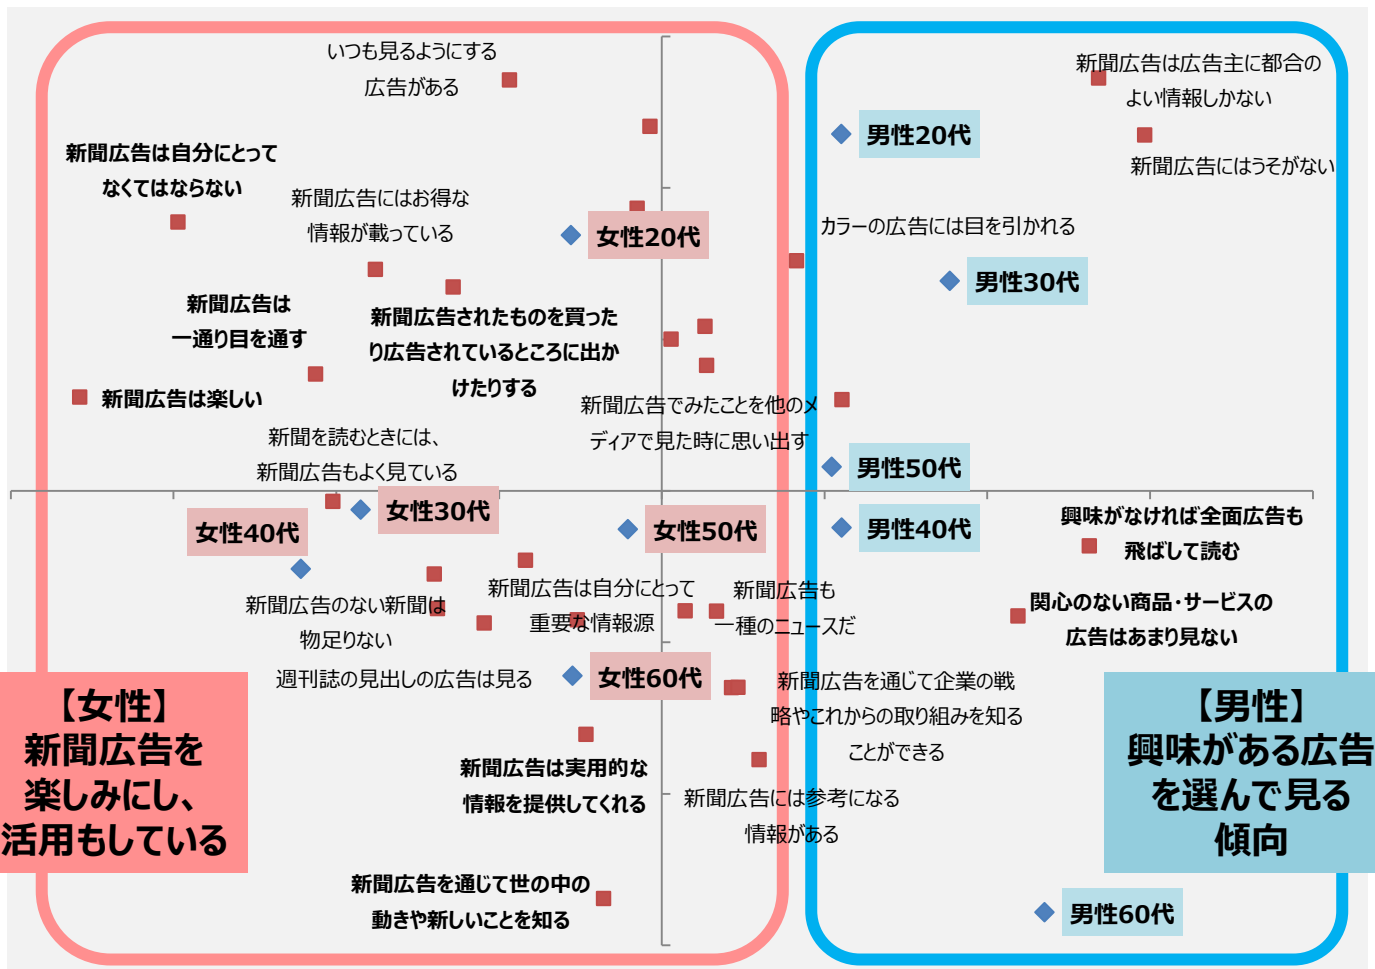 いつも見るようにする
広告がある
新聞広告は広告主に都合の
よい情報しかない
男性20代
新聞広告にはうそがない
新聞広告は自分にとって
なくてはならない
新聞広告にはお得な
情報が載っている
女性20代
カラーの広告には目を引かれる
男性30代
新聞広告は
一通り目を通す
新聞広告されたものを買った
り広告されているところに出か
けたりする
新聞広告は楽しい
新聞広告でみたことを他のメ
ディアで見た時に思い出す
新聞を読むときには、
新聞広告もよく見ている
男性50代
女性30代
女性40代
女性50代
男性40代
興味がなければ全面広告も
飛ばして読む
新聞広告のない新聞は
物足りない
新聞広告は自分にとって
重要な情報源
新聞広告も
一種のニュースだ
関心のない商品・サービスの
広告はあまり見ない
週刊誌の見出しの広告は見る
女性60代
新聞広告を通じて企業の戦
略やこれからの取り組みを知る
ことができる
【女性】
新聞広告を
楽しみにし、
活用もしている
【男性】
興味がある広告
を選んで見る
傾向
新聞広告は実用的な
情報を提供してくれる
新聞広告には参考になる
情報がある
新聞広告を通じて世の中の
動きや新しいことを知る
男性60代